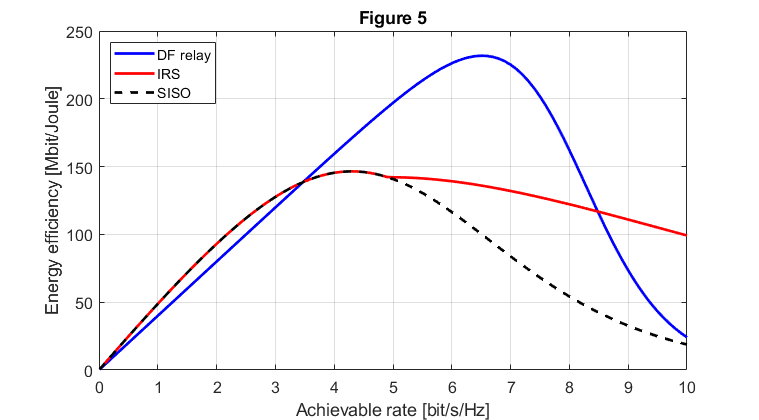 Figure 5
250
200
150
100
50
0
Energy efficiency [Mbit/Joule]
DF relay
IRS
SISO
0 1 2 3 4 5 6 7 8 9 10
Achievable rate [bit/s/Hz]